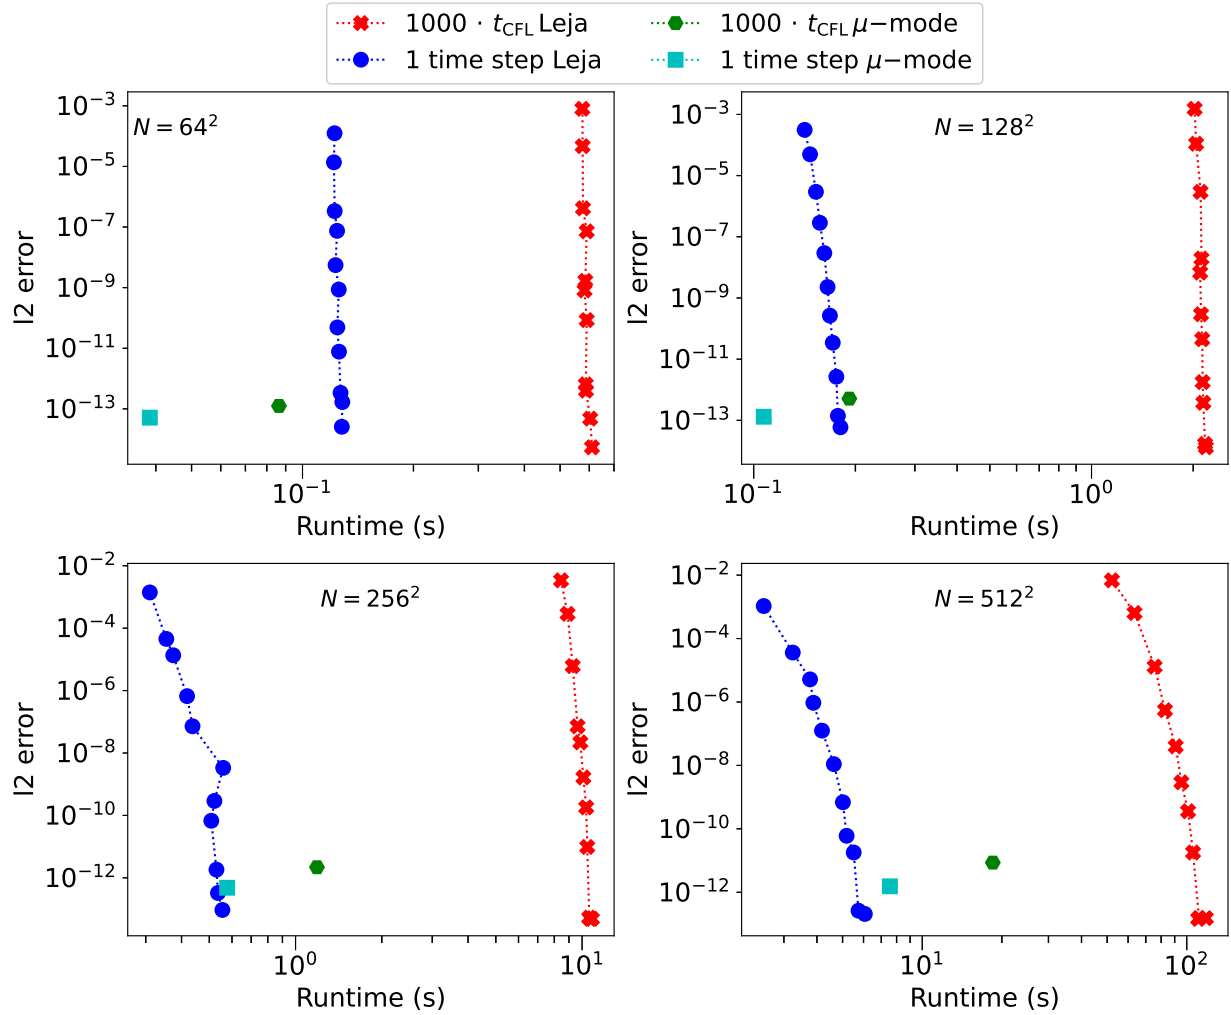 1000 · t_CFL Leja
1 time step Leja
1000 · t_CFL μ−mode
1 time step μ−mode
N = 64²
10⁻³
10⁻⁵
10⁻⁷
10⁻⁹
10⁻¹¹
10⁻¹³
l2 error
10⁻¹
Runtime (s)
N = 128²
10⁻³
10⁻⁵
10⁻⁷
10⁻⁹
10⁻¹¹
10⁻¹³
l2 error
10⁻¹
10⁰
Runtime (s)
N = 256²
10⁻²
10⁻⁴
10⁻⁶
10⁻⁸
10⁻¹⁰
10⁻¹²
l2 error
10⁰
10¹
Runtime (s)
N = 512²
10⁻²
10⁻⁴
10⁻⁶
10⁻⁸
10⁻¹⁰
10⁻¹²
l2 error
10¹
10²
Runtime (s)